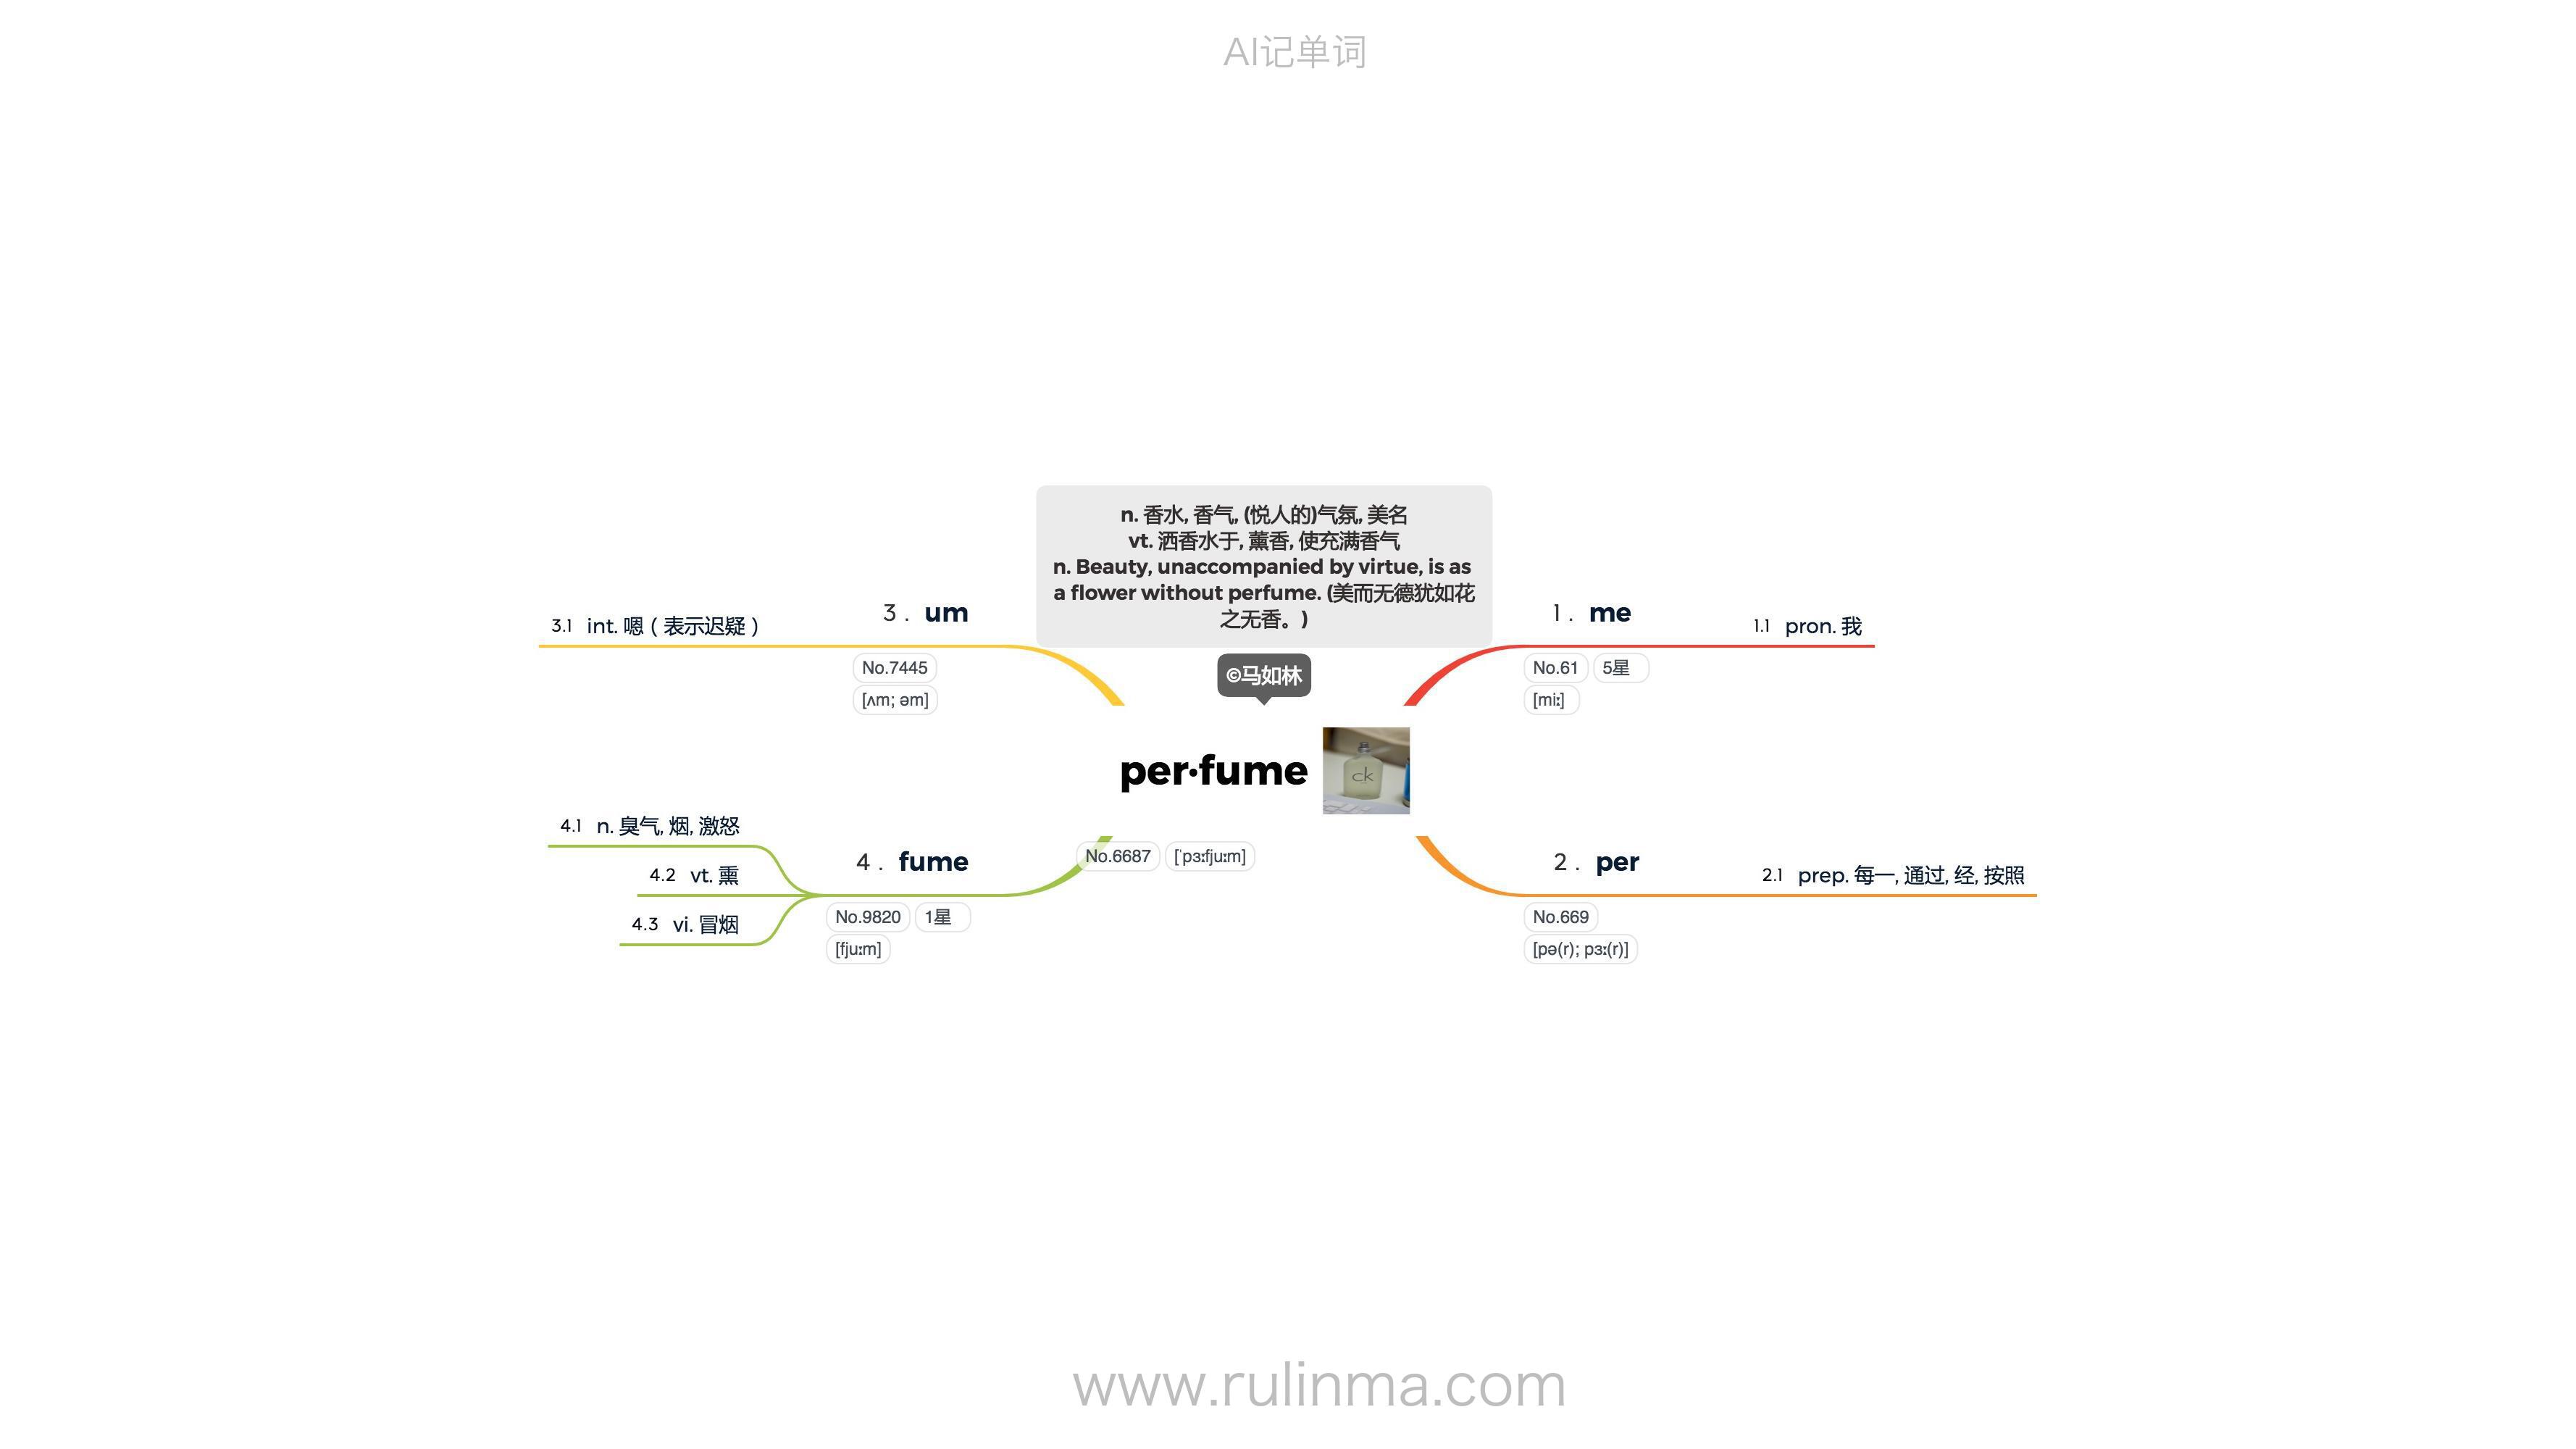 AI记单词
n. 香水, 香气, (悦人的)气氛, 美名
vt. 洒香水于, 薰香, 使充满香气
n. Beauty, unaccompanied by virtue, is as
a flower without perfume. (美而无德犹如花
之无香。)
©马如林
per·fume
ck
No.6687 [ˈpɜːfjuːm]
1. me
No.61 5星
[miː]
1.1 pron. 我
2. per
No.669
[pə(r); pɜː(r)]
2.1 prep. 每一, 通过, 经, 按照
3. um
No.7445
[ʌm; əm]
3.1 int. 嗯（表示迟疑）
4. fume
No.9820 1星
[fjuːm]
4.1 n. 臭气, 烟, 激怒
4.2 vt. 熏
4.3 vi. 冒烟
www.rulinma.com